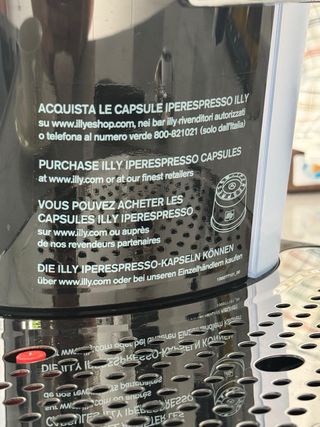 ACQUISTA LE CAPSULE IPERESPRESSO ILLY
su www.illyeshop.com, nei bar illy rivenditori autorizzati
o telefona al numero verde 800-821021 (solo dall'Italia)
PURCHASE ILLY IPERESPRESSO CAPSULES
at www.illy.com or at our finest retailers
VOUS POUVEZ ACHETER LES
CAPSULES ILLY IPERESPRESSO
sur www.illy.com ou auprès
de nos revendeurs partenaires
DIE ILLY IPERESPRESSO-KAPSELN KÖNNEN
über www.illy.com oder bei unseren Einzelhändlern kaufen